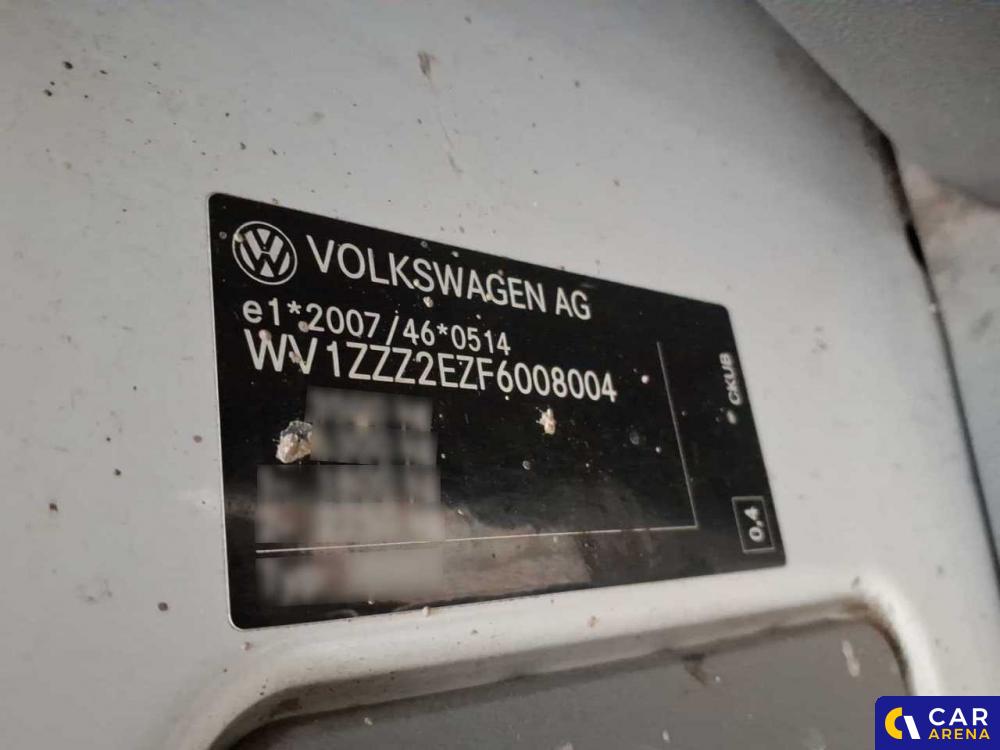 VOLKSWAGEN AG
e1*2007/46*0514
WV1ZZZ2EZF6008004
CKUB
0.4
CAR
ARENA